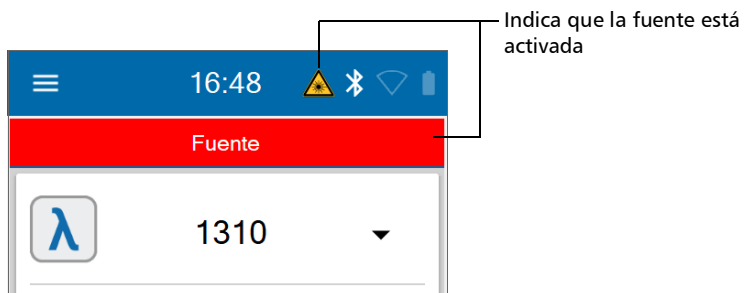 Indica que la fuente está
activada
16:48
Fuente
λ
1310